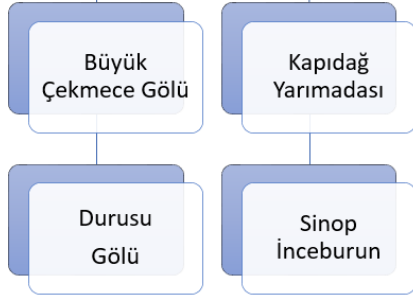 Büyük
Çekmece Gölü
Kapıdağ
Yarımadası
Durusu
Gölü
Sinop
İnceburun